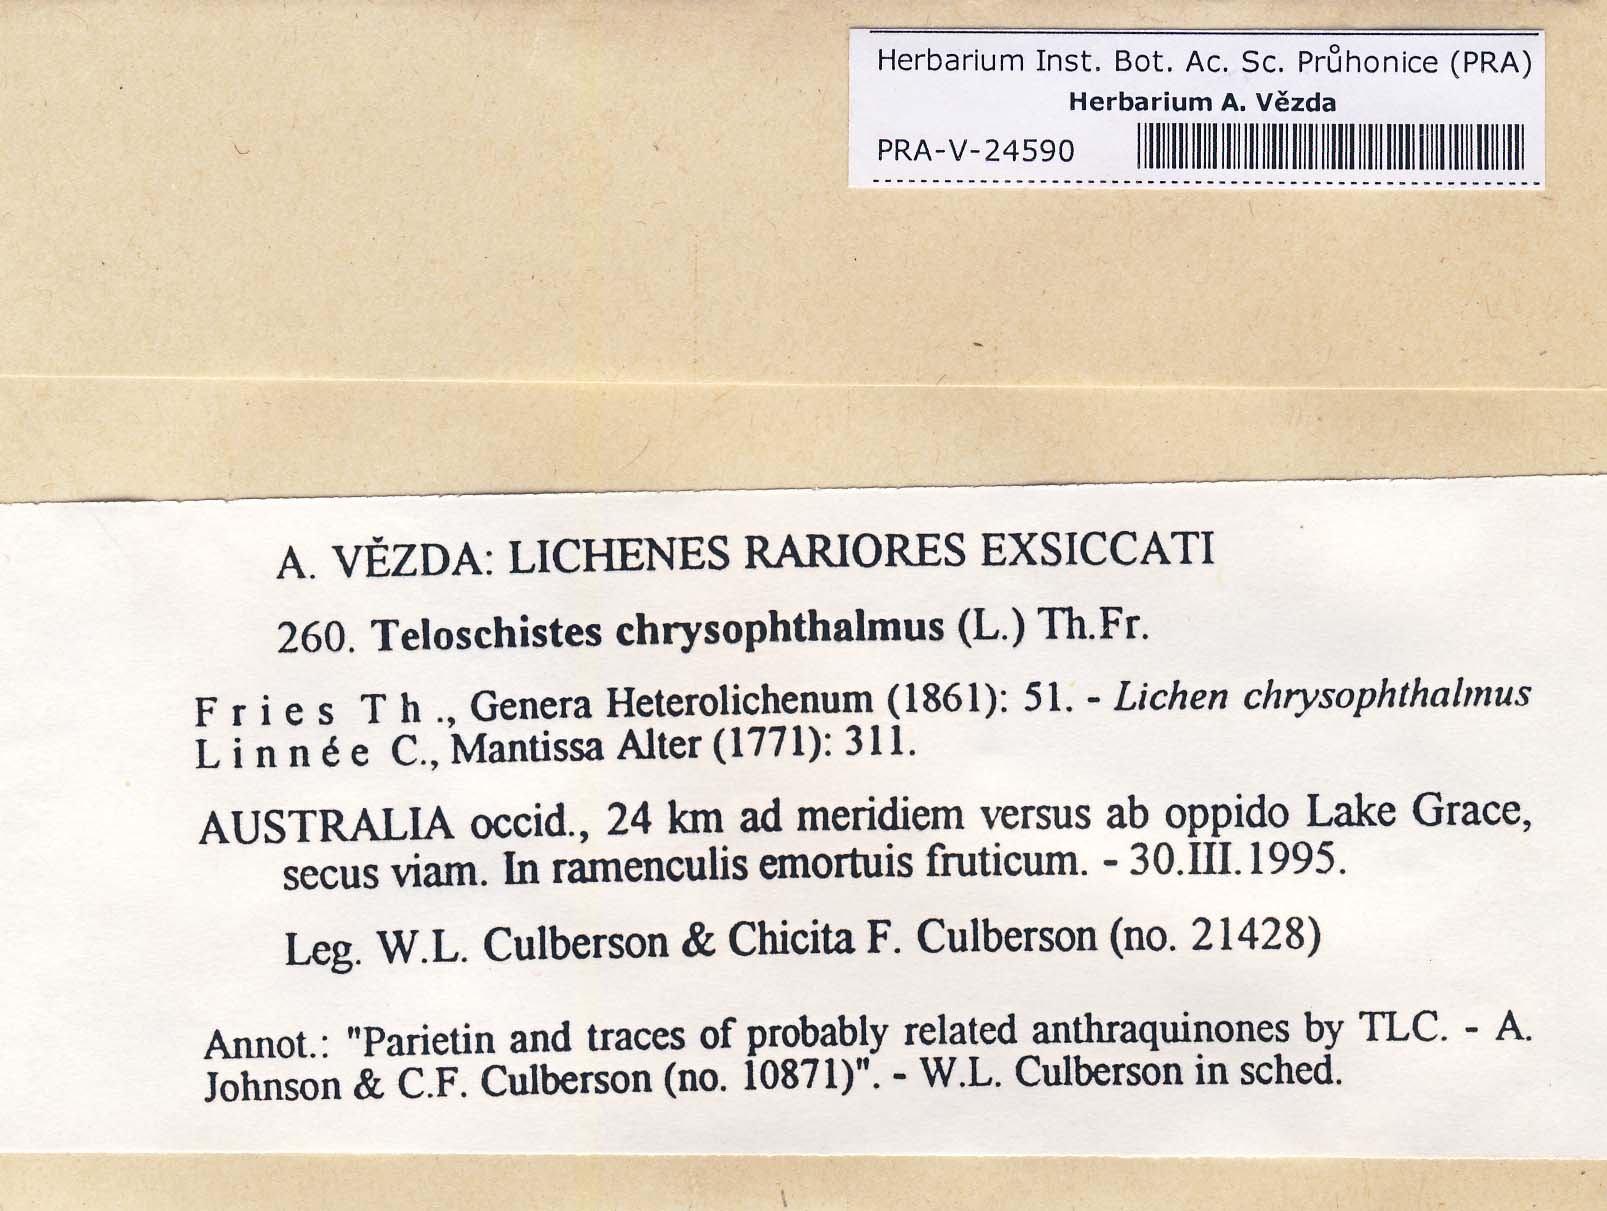 Herbarium Inst. Bot. Ac. Sc. Průhonice (PRA)
Herbarium A. Vězda
PRA-V-24590
A. VĚZDA: LICHENES RARIORES EXSICCATI
260. Teloschistes chrysophthalmus (L.) Th.Fr.
Fries Th., Genera Heterolichenum (1861): 51. - Lichen chrysophthalmus
Linnée C., Mantissa Alter (1771): 311.
AUSTRALIA occid., 24 km ad meridiem versus ab oppido Lake Grace,
secus viam. In ramenculis emortuis fruticum. - 30.III.1995.
Leg. W.L. Culberson & Chicita F. Culberson (no. 21428)
Annot.: "Parietin and traces of probably related anthraquinones by TLC. - A.
Johnson & C.F. Culberson (no. 10871)". - W.L. Culberson in sched.